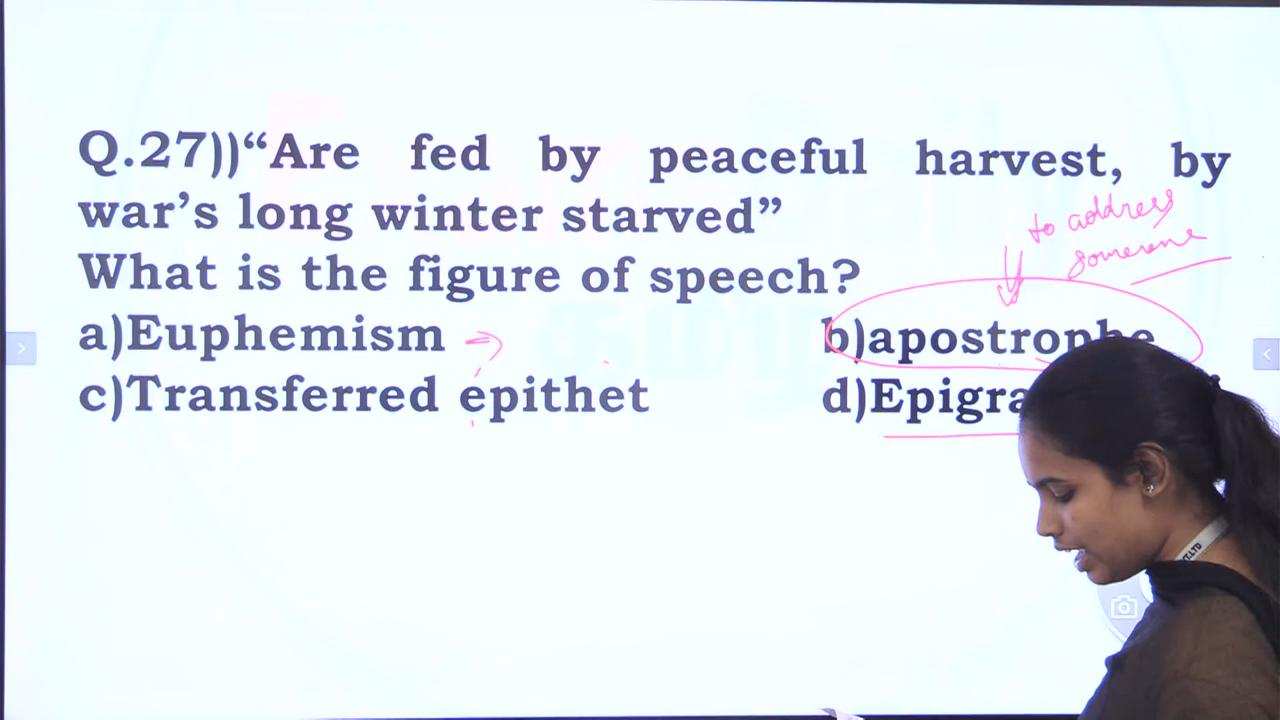 Q.27))“Are fed by peaceful harvest, by
war’s long winter starved”
to address
someone
What is the figure of speech?
a)Euphemism b)apostrophe
c)Transferred epithet d)Epigra
T.LTD